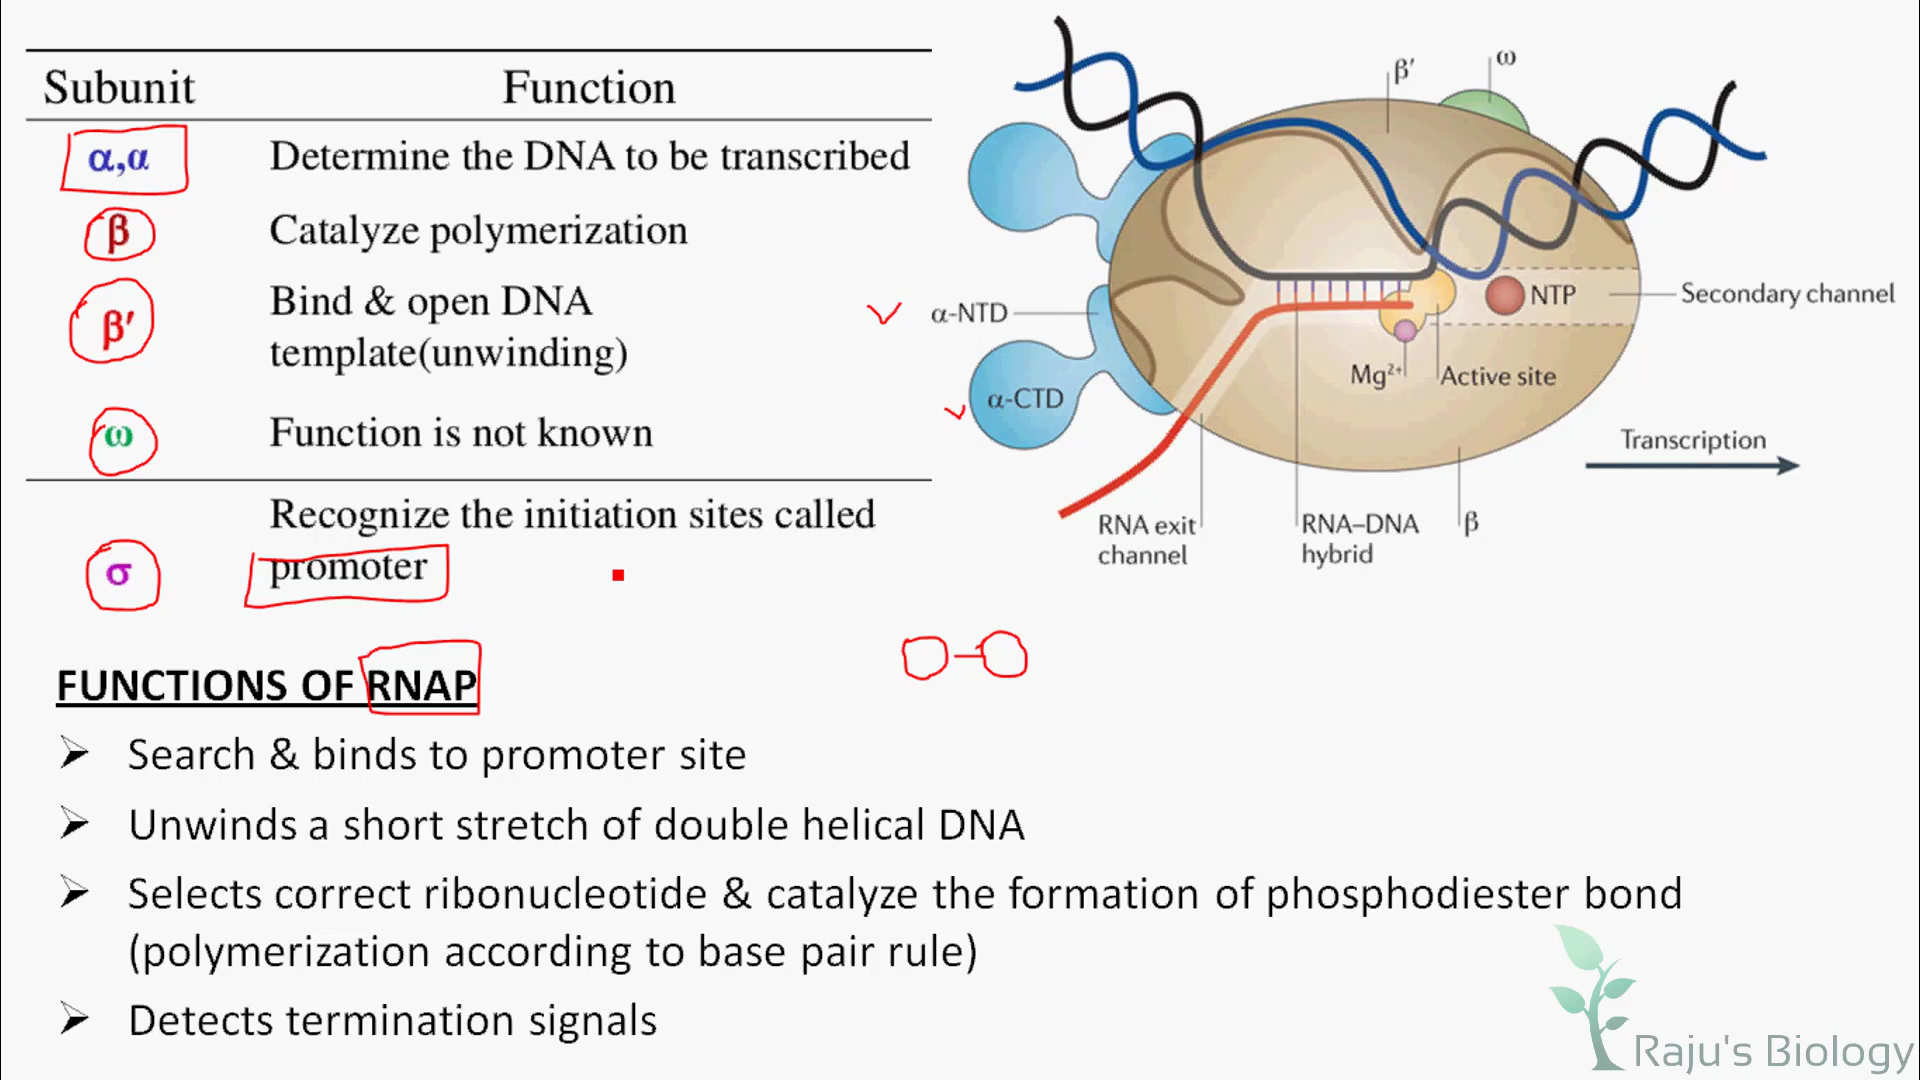 Subunit Function
α,α Determine the DNA to be transcribed
β Catalyze polymerization
β′ Bind & open DNA
template(unwinding)
ω Function is not known
Recognize the initiation sites called
σ promoter
β′
ω
α-NTD
α-CTD
NTP
Secondary channel
Mg²⁺
Active site
Transcription
RNA exit
channel
RNA–DNA
hybrid
β
FUNCTIONS OF RNAP
➢ Search & binds to promoter site
➢ Unwinds a short stretch of double helical DNA
➢ Selects correct ribonucleotide & catalyze the formation of phosphodiester bond
(polymerization according to base pair rule)
➢ Detects termination signals
Raju's Biology